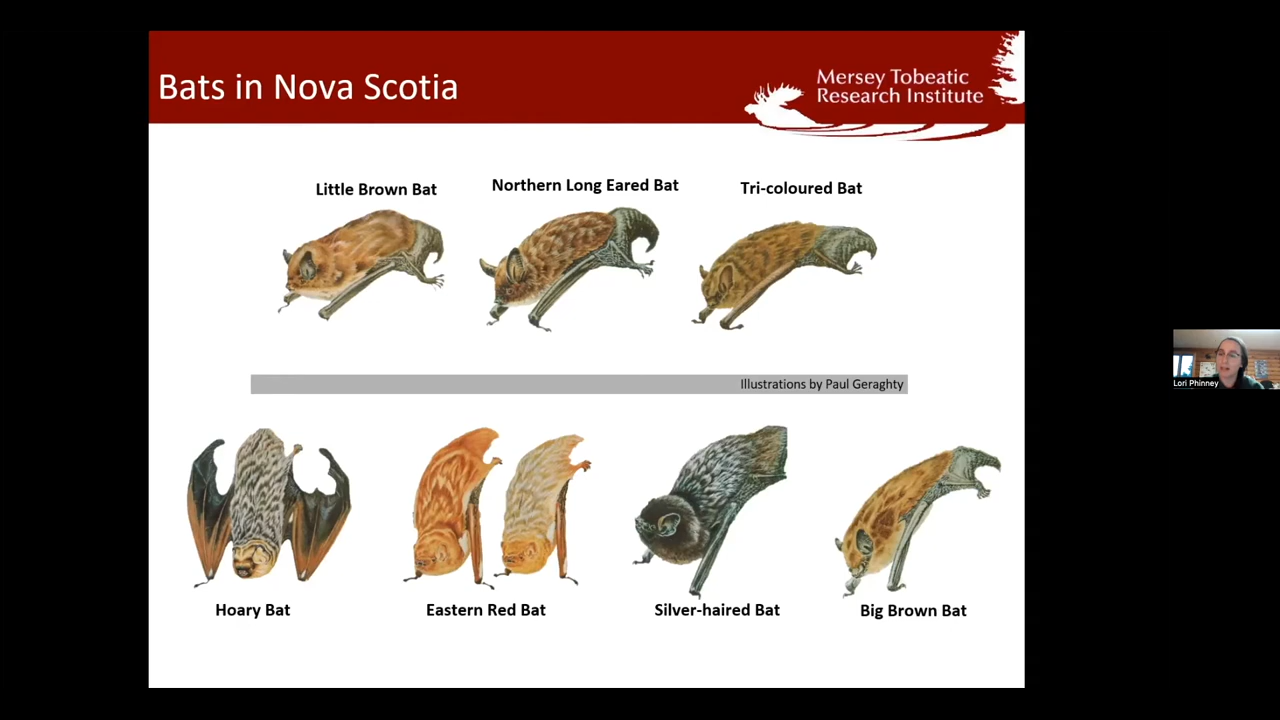 Bats in Nova Scotia
Mersey Tobeatic
Research Institute
Little Brown Bat
Northern Long Eared Bat
Tri-coloured Bat
Illustrations by Paul Geraghty
Hoary Bat
Eastern Red Bat
Silver-haired Bat
Big Brown Bat
Lori Phinney